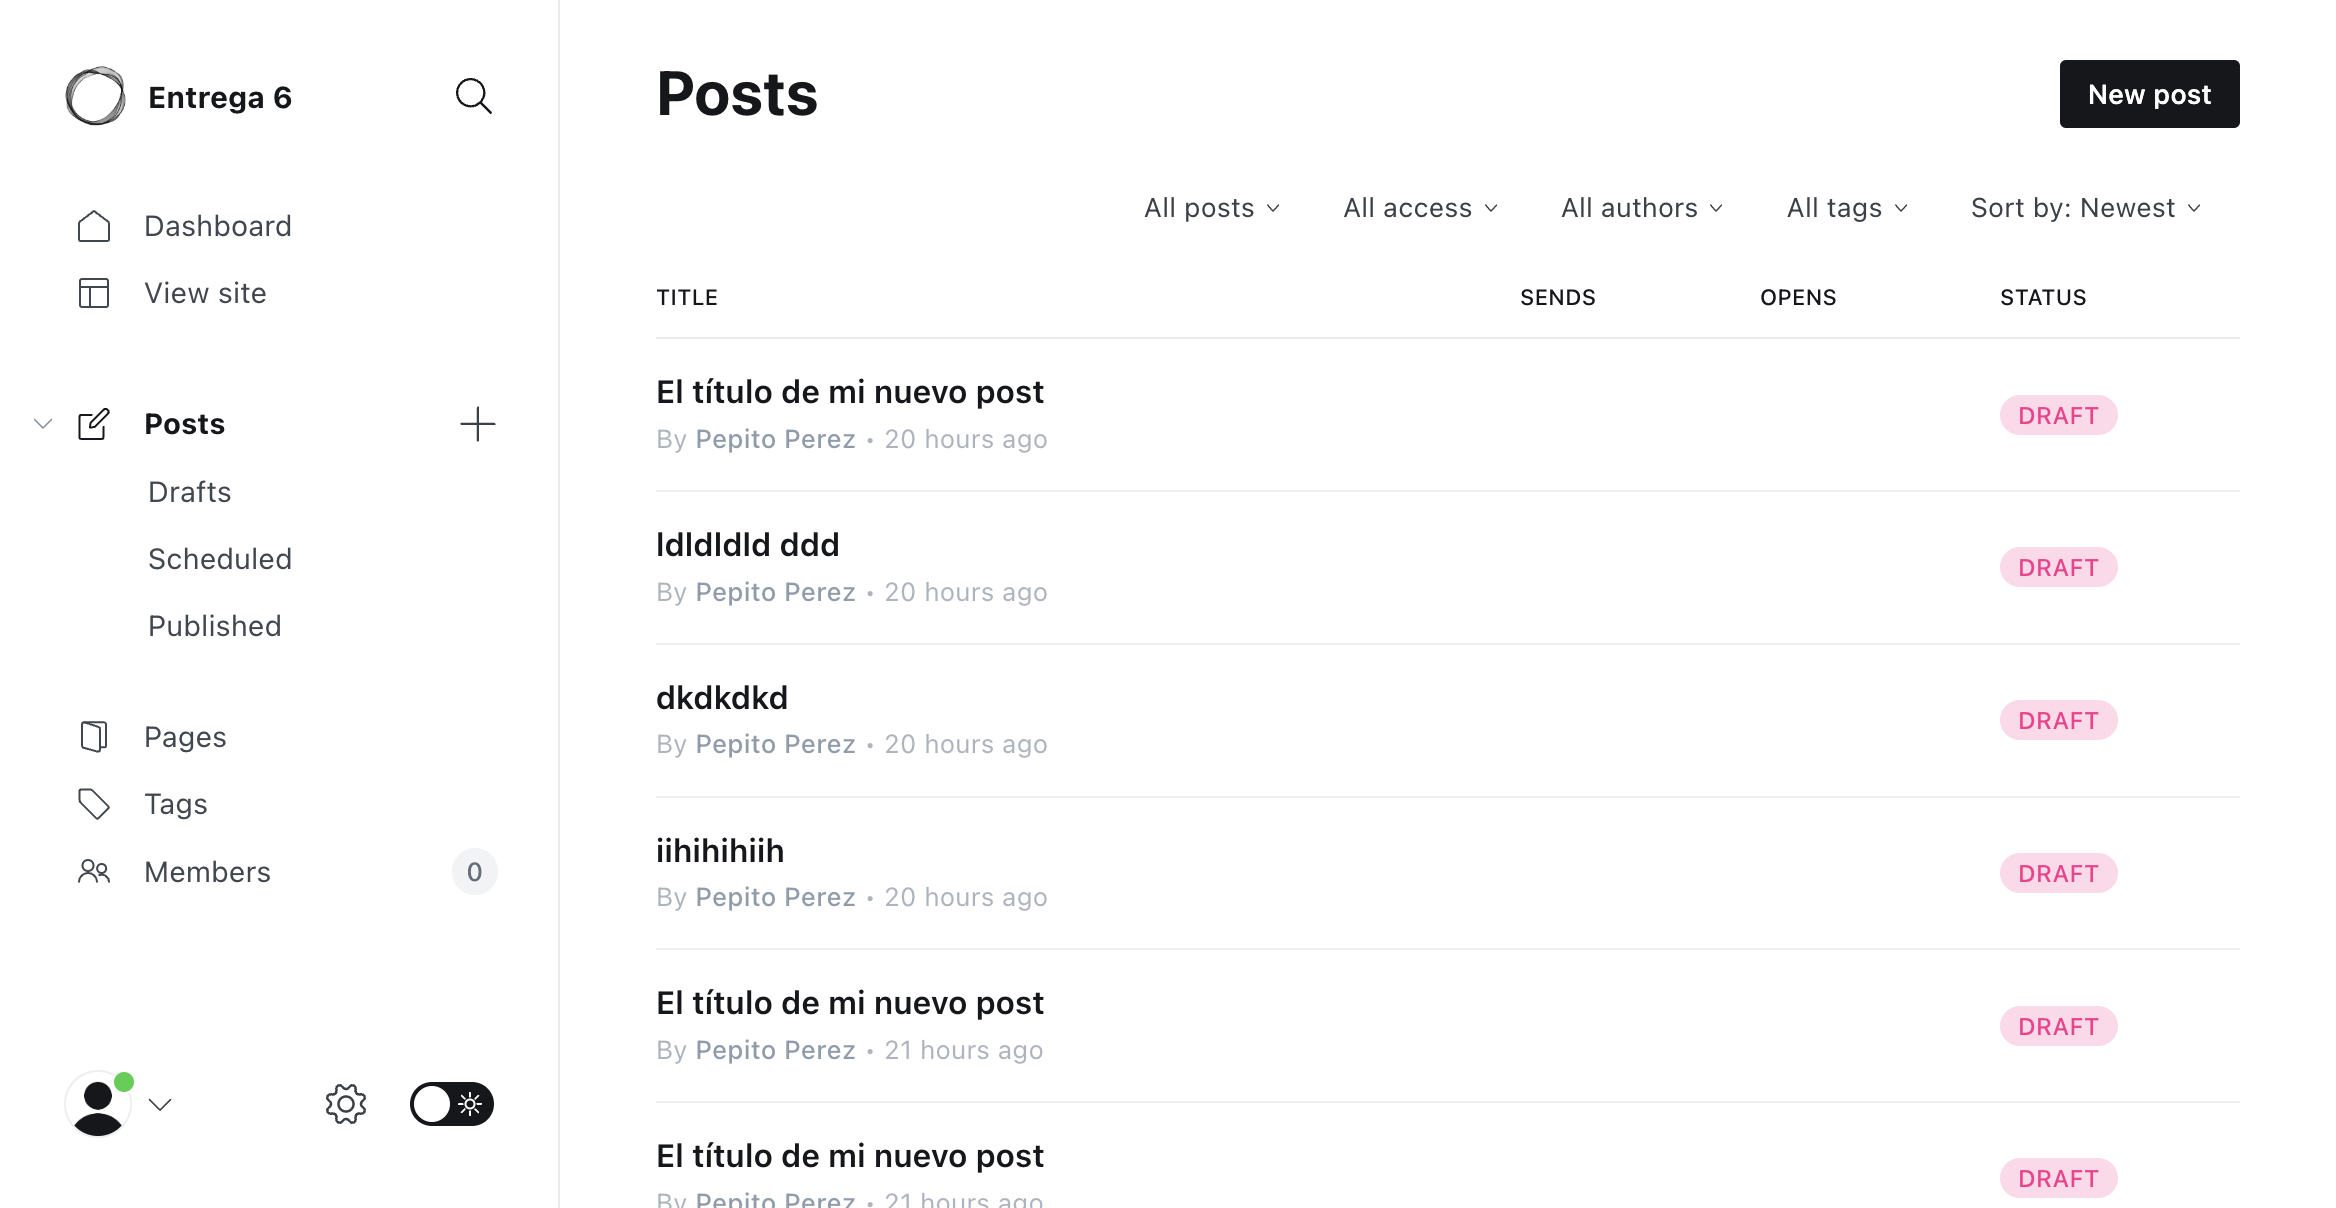 Entrega 6
Dashboard
View site
Posts
Drafts
Scheduled
Published
Pages
Tags
Members 0
Posts
New post
All posts All access All authors All tags Sort by: Newest
TITLE SENDS OPENS STATUS
El título de mi nuevo post
By Pepito Perez • 20 hours ago
DRAFT
ldldldld ddd
By Pepito Perez • 20 hours ago
DRAFT
dkdkdkd
By Pepito Perez • 20 hours ago
DRAFT
iihihihiih
By Pepito Perez • 20 hours ago
DRAFT
El título de mi nuevo post
By Pepito Perez • 21 hours ago
DRAFT
El título de mi nuevo post
By Pepito Perez • 21 hours ago
DRAFT